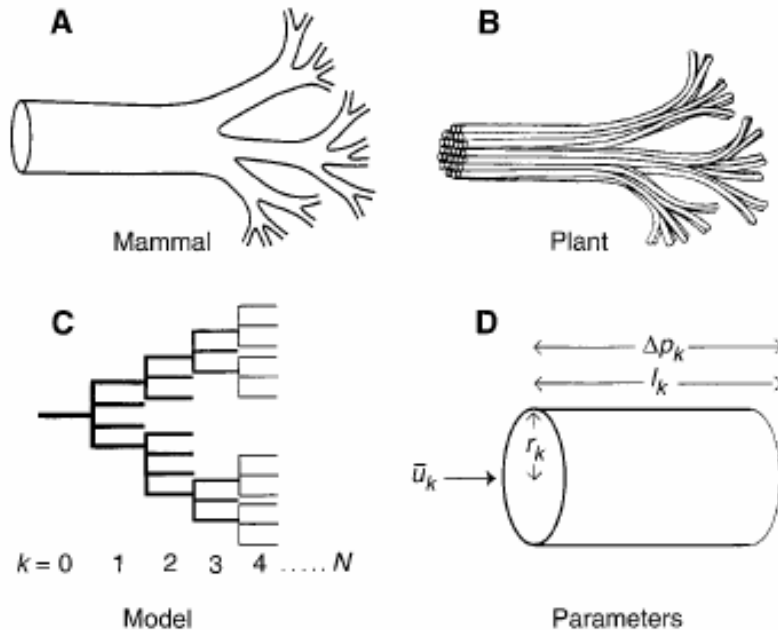 A
B
Mammal
Plant
C
D
Δp_k
l_k
r_k
ū_k
k = 0 1 2 3 4 ..... N
Model
Parameters